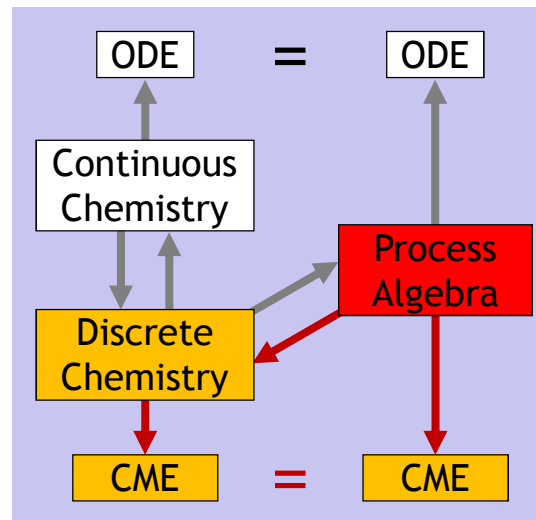 ODE = ODE
Continuous
Chemistry
Process
Algebra
Discrete
Chemistry
CME = CME